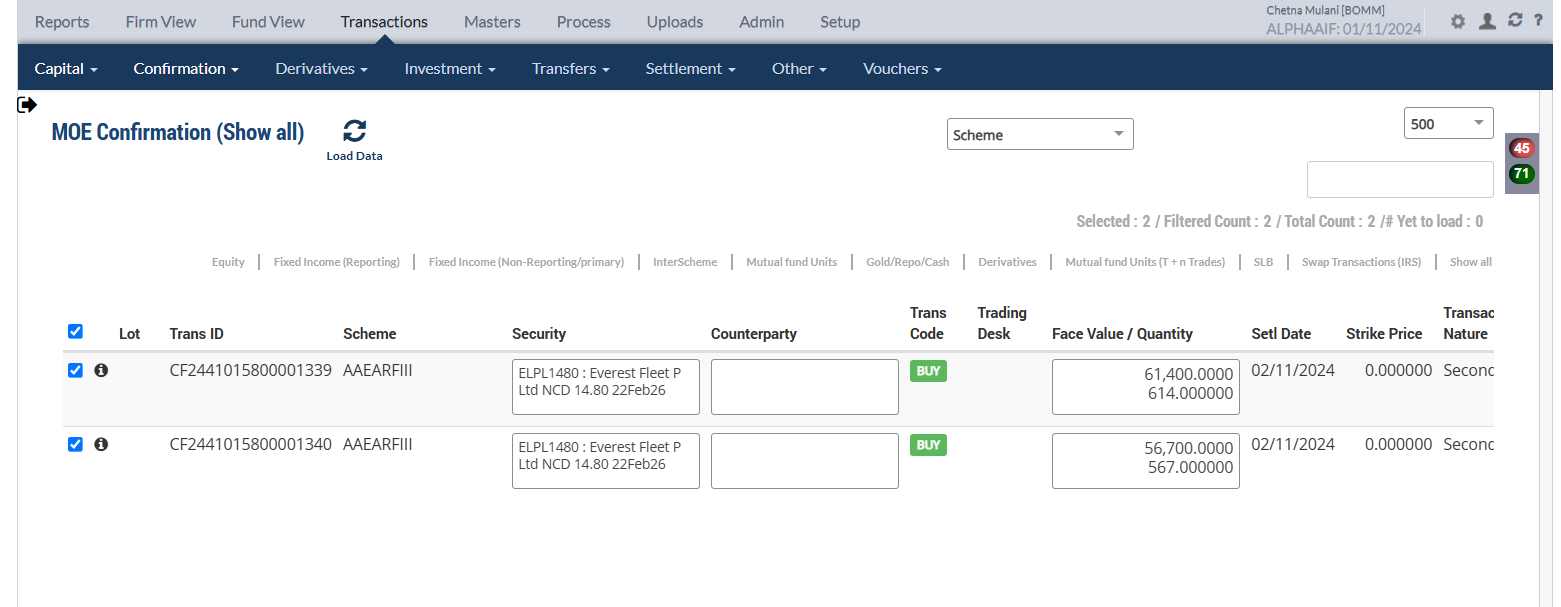 Reports Firm View Fund View Transactions Masters Process Uploads Admin Setup
Chetna Mulani [BOMM]
ALPHAAIF: 01/11/2024
?
Capital Confirmation Derivatives Investment Transfers Settlement Other Vouchers
MOE Confirmation (Show all)
Load Data
Scheme
500
45
71
Selected : 2 / Filtered Count : 2 / Total Count : 2 /# Yet to load : 0
Equity | Fixed Income (Reporting) | Fixed Income (Non-Reporting/primary) | InterScheme | Mutual fund Units | Gold/Repo/Cash | Derivatives | Mutual fund Units (T + n Trades) | SLB | Swap Transactions (IRS) | Show all
Lot Trans ID Scheme Security Counterparty Trans Code Trading Desk Face Value / Quantity Setl Date Strike Price Transac Nature
CF2441015800001339 AAEARFIII ELPL1480 : Everest Fleet P BUY 61,400.0000 02/11/2024 0.000000 Second
Ltd NCD 14.80 22Feb26 614.000000
CF2441015800001340 AAEARFIII ELPL1480 : Everest Fleet P BUY 56,700.0000 02/11/2024 0.000000 Second
Ltd NCD 14.80 22Feb26 567.000000